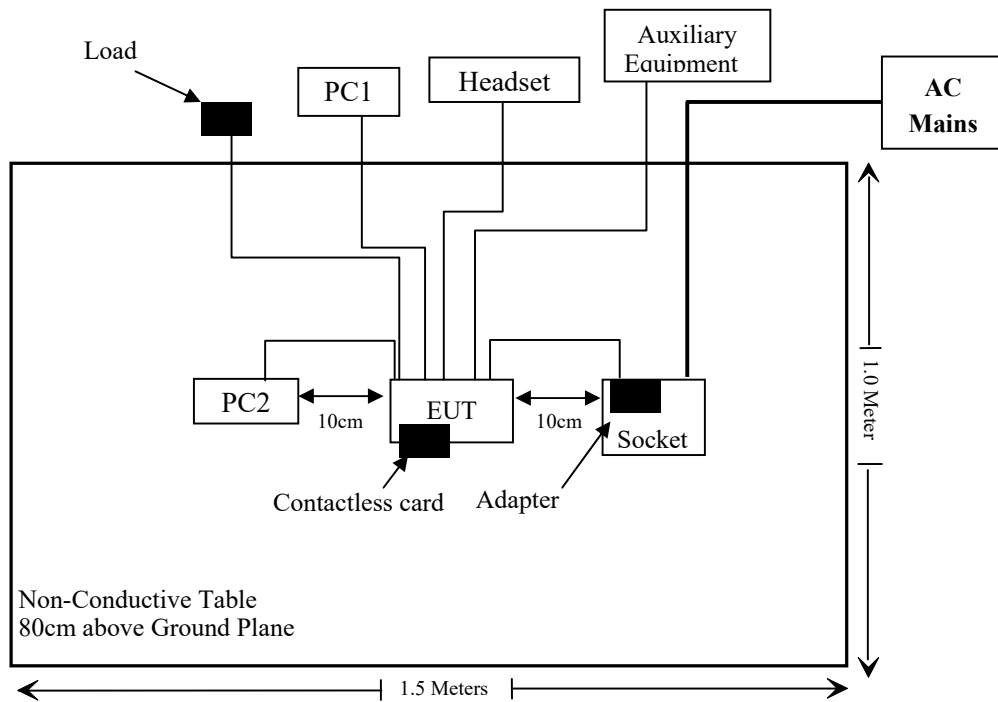 Load
PC1
Headset
Auxiliary
Equipment
AC
Mains
PC2
10cm
EUT
10cm
Socket
Contactless card
Adapter
1.0 Meter
Non-Conductive Table
80cm above Ground Plane
1.5 Meters